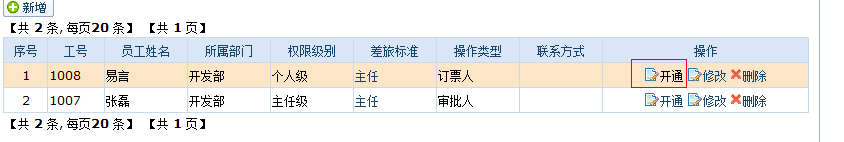 新增
【共 2 条, 每页20 条】 【共 1 页】
序号 工号 员工姓名 所属部门 权限级别 差旅标准 操作类型 联系方式 操作
1 1008 易言 开发部 个人级 主任 订票人 开通 修改 删除
2 1007 张磊 开发部 主任级 主任 审批人 开通 修改 删除
【共 2 条, 每页20 条】 【共 1 页】